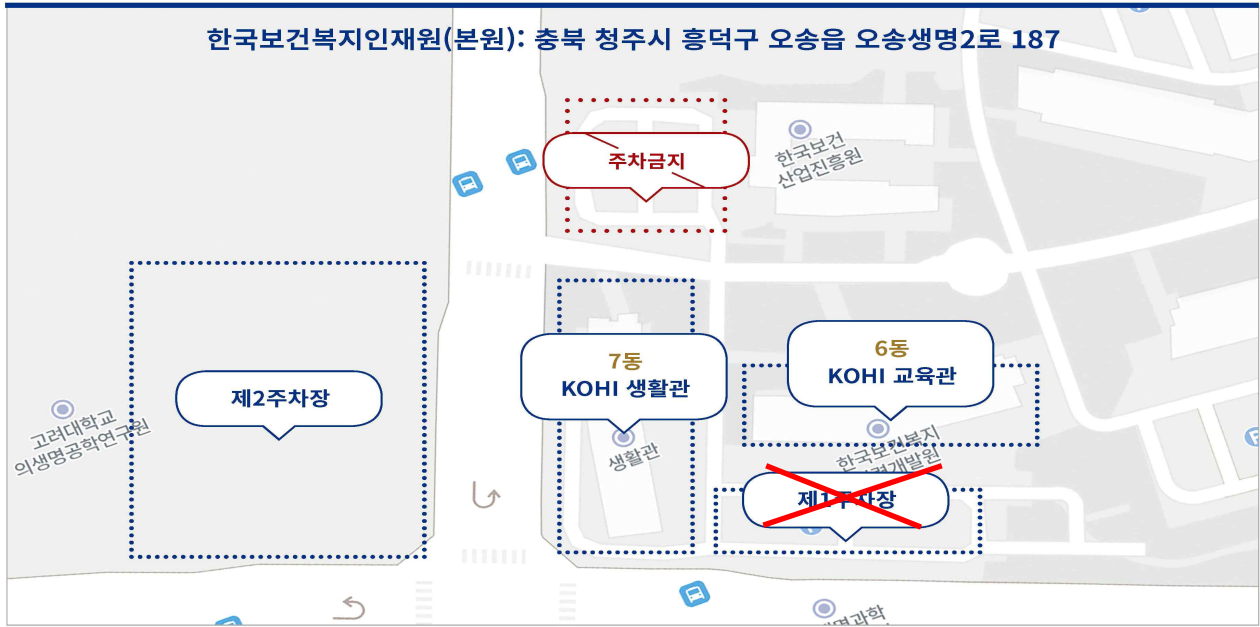 한국보건복지인재원(본원): 충북 청주시 흥덕구 오송읍 오송생명2로 187
주차금지
한국보건
산업진흥원
7동
KOHI 생활관
6동
KOHI 교육관
제2주차장
고려대학교
의생명공학연구원
생활관
한국보건복지
개발원
제1주차장